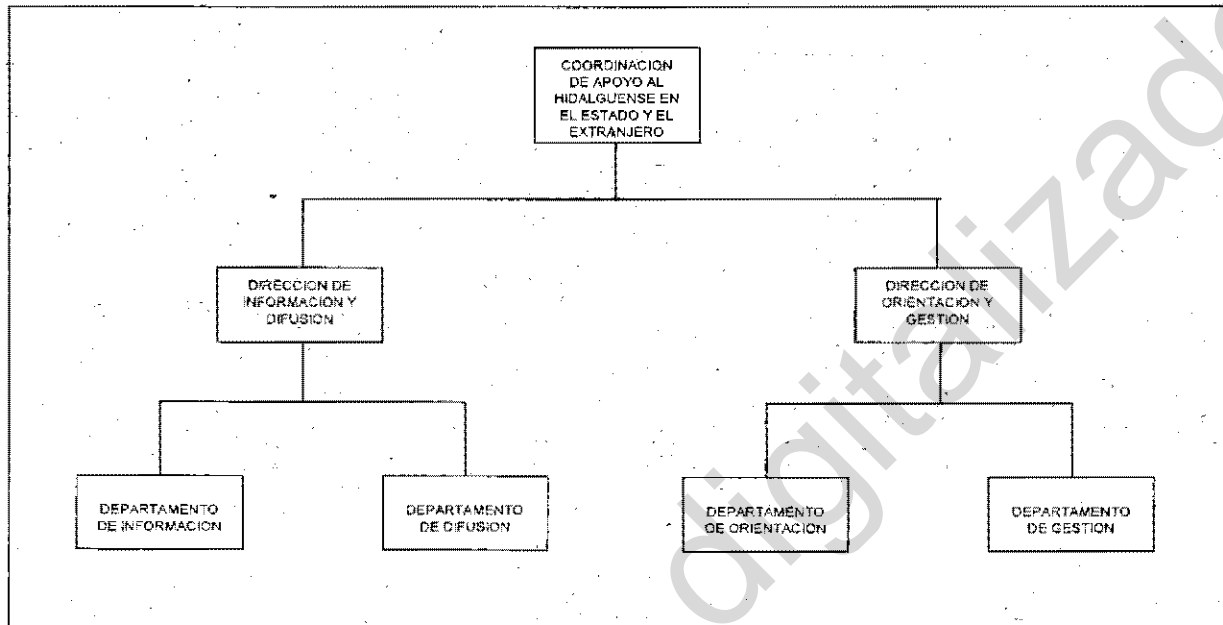 COORDINACION
DE APOYO AL
HIDALGUENSE EN
EL ESTADO Y EL
EXTRANJERO
DIRECCION DE
INFORMACION Y
DIFUSION
DIRECCION DE
ORIENTACION Y
GESTION
DEPARTAMENTO
DE INFORMACION
DEPARTAMENTO
DE DIFUSION
DEPARTAMENTO
DE ORIENTACION
DEPARTAMENTO
DE GESTION
digitalizado